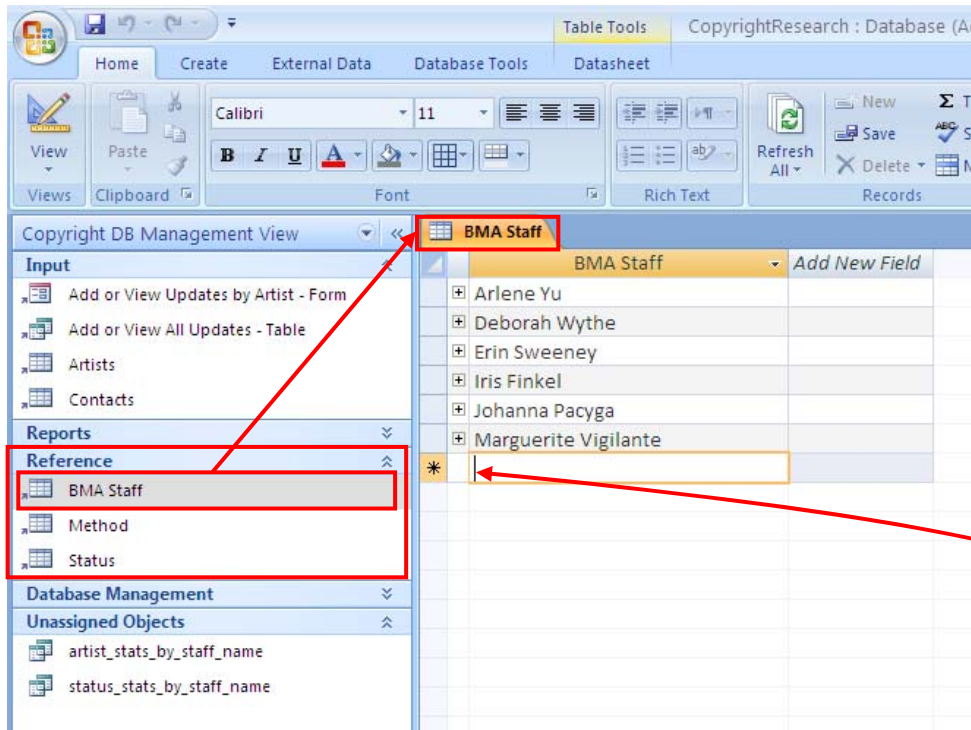 Table Tools CopyrightResearch : Database (A
Home Create External Data Database Tools Datasheet
Calibri 11 New Σ T
View Paste B I U A ab Refresh All Save ABC S
Delete M
Views Clipboard Font Rich Text Records
Copyright DB Management View « BMA Staff
Input BMA Staff Add New Field
Add or View Updates by Artist - Form Arlene Yu
Add or View All Updates - Table Deborah Wythe
Artists Erin Sweeney
Contacts Iris Finkel
Johanna Pacyga
Reports Marguerite Vigilante
Reference
BMA Staff
Method
Status
Database Management
Unassigned Objects
artist_stats_by_staff_name
status_stats_by_staff_name